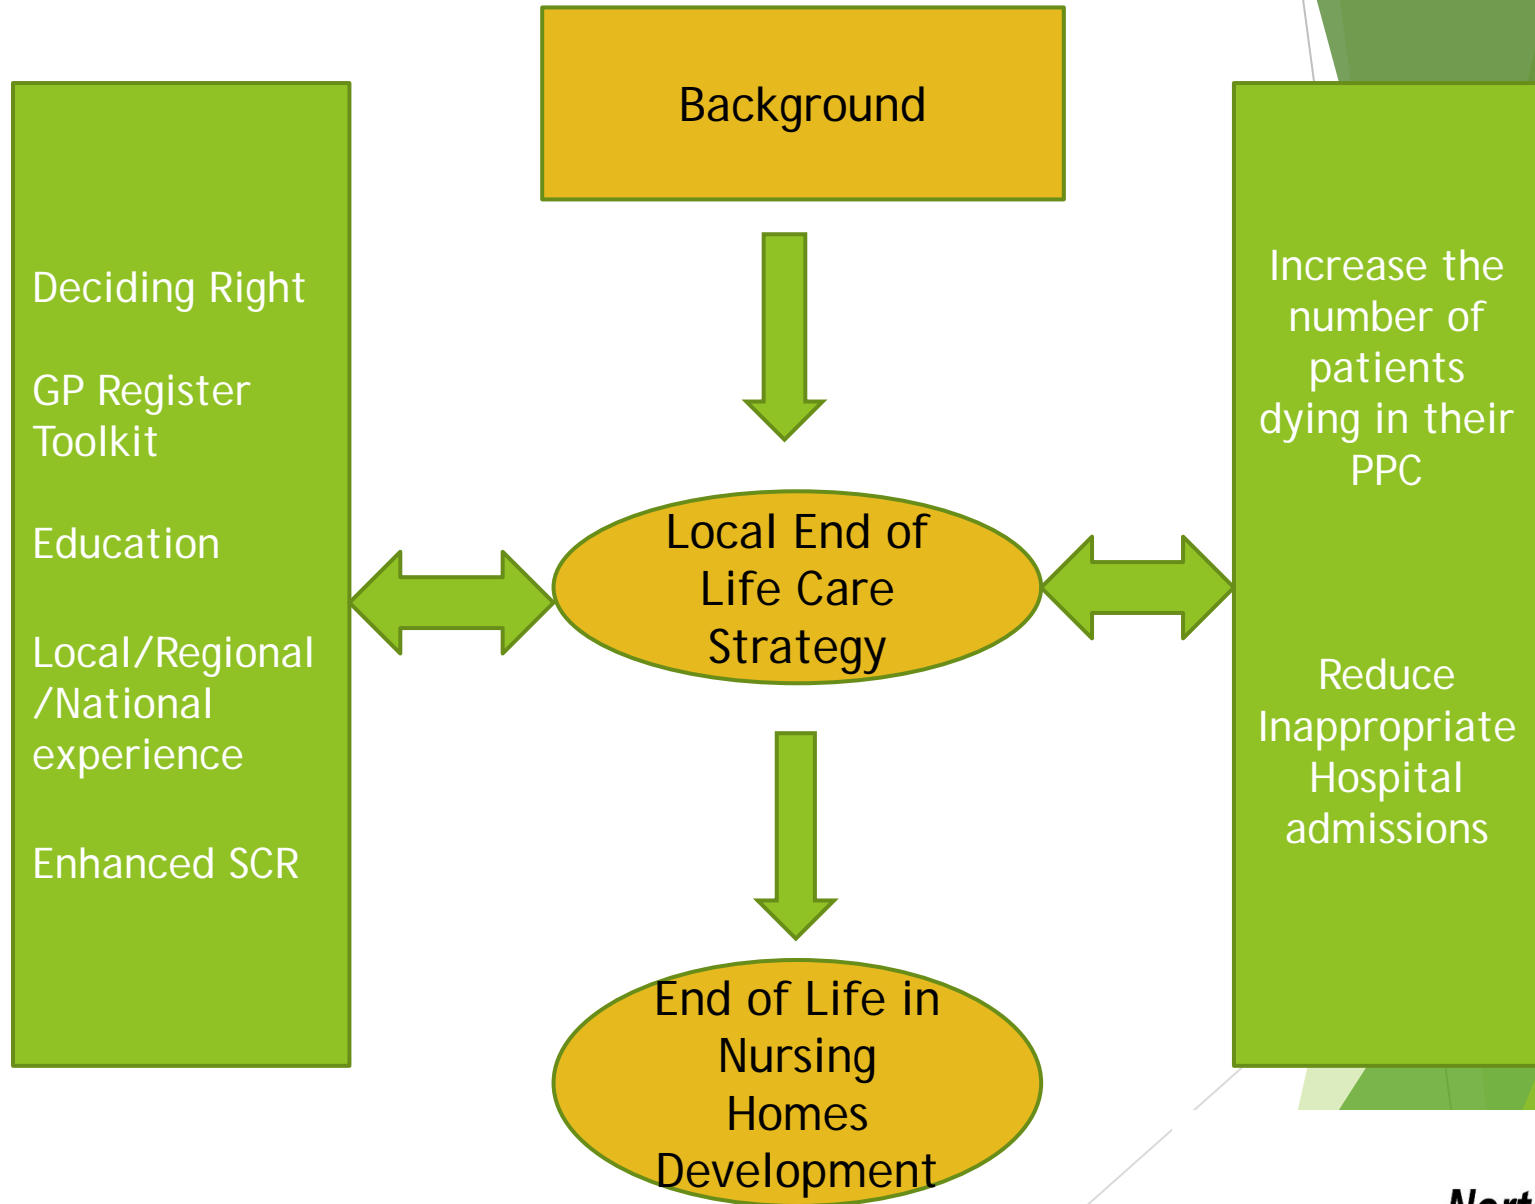 Background
Deciding Right
GP Register
Toolkit
Education
Local/Regional
/National
experience
Enhanced SCR
Local End of
Life Care
Strategy
Increase the
number of
patients
dying in their
PPC
Reduce
Inappropriate
Hospital
admissions
End of Life in
Nursing
Homes
Development